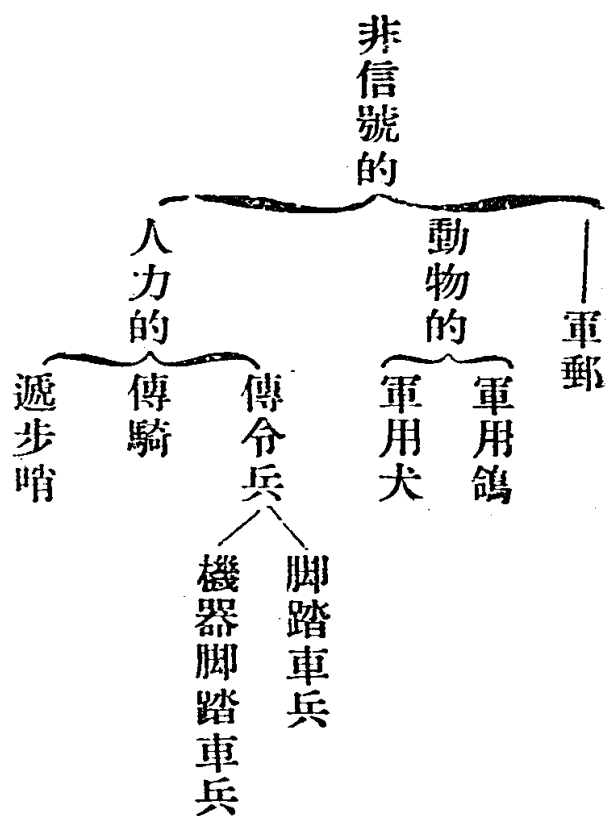 非信號的
軍郵
動物的
軍用鴿
軍用犬
人力的
傳令兵
脚踏車兵
機器脚踏車兵
傳騎
遞步哨